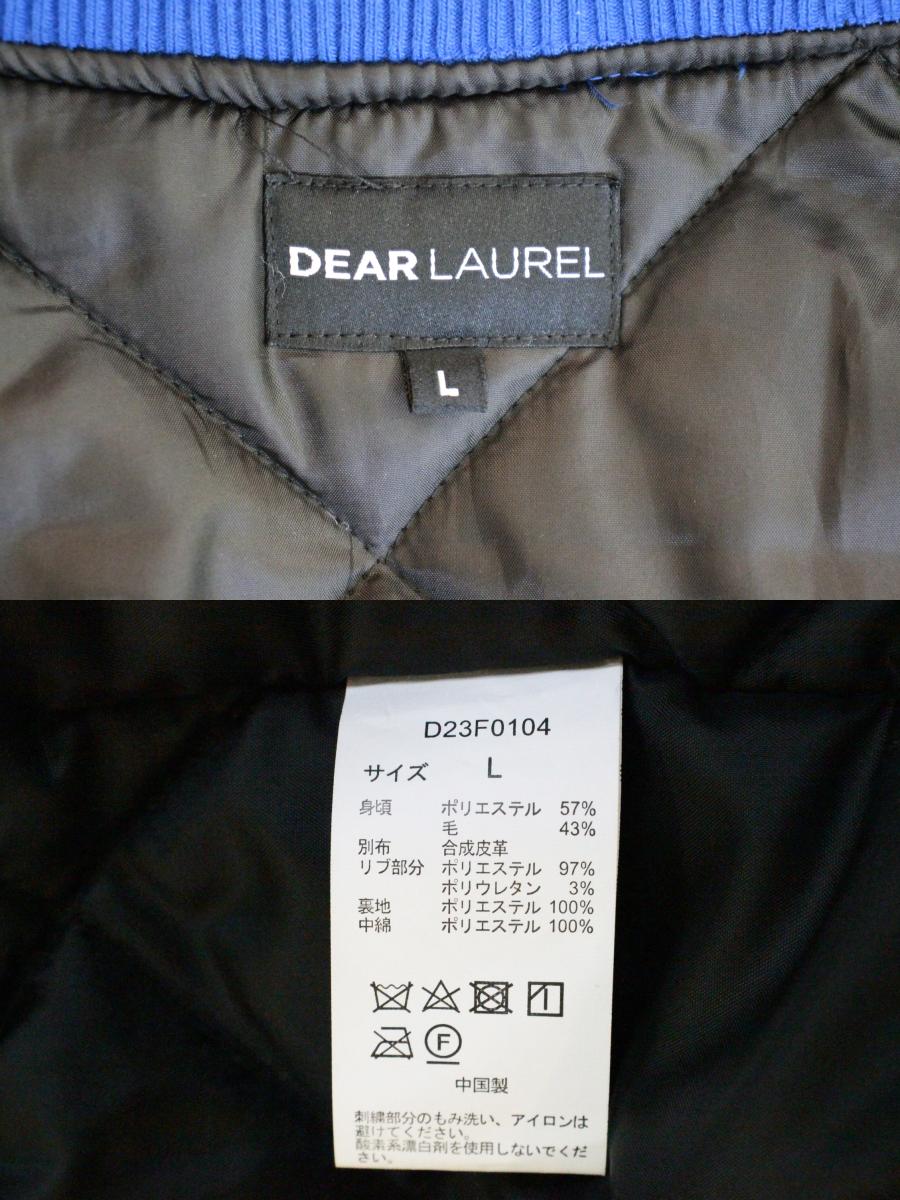 DEAR LAUREL
L
D23F0104
サイズ L
身頃 ポリエステル 57%
毛 43%
別布 合成皮革
リブ部分 ポリエステル 97%
ポリウレタン 3%
裏地 ポリエステル 100%
中綿 ポリエステル 100%
F
中国製
刺繍部分のもみ洗い、アイロンは
避けてください。
酸素系漂白剤を使用しないでくだ
さい。